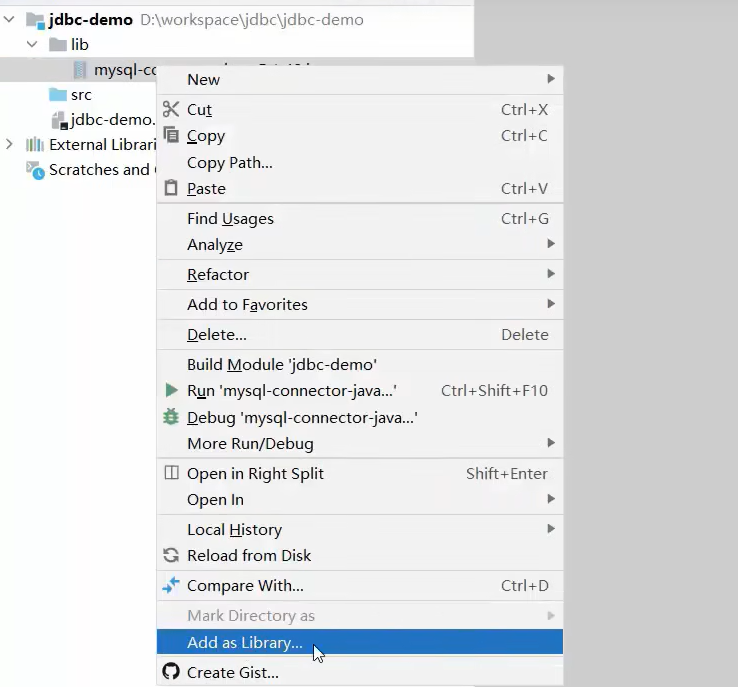 jdbc-demo D:\workspace\jdbc\jdbc-demo
lib
New
Cut Ctrl+X
src
Copy Ctrl+C
jdbc-demo.
External Librari
Copy Path...
Scratches and
Paste Ctrl+V
Find Usages Ctrl+G
Analyze
Refactor
Add to Favorites
Delete... Delete
Build Module 'jdbc-demo'
Run 'mysql-connector-java...' Ctrl+Shift+F10
Debug 'mysql-connector-java...'
More Run/Debug
Open in Right Split Shift+Enter
Open In
Local History
Reload from Disk
Compare With... Ctrl+D
Mark Directory as
Add as Library...
Create Gist...